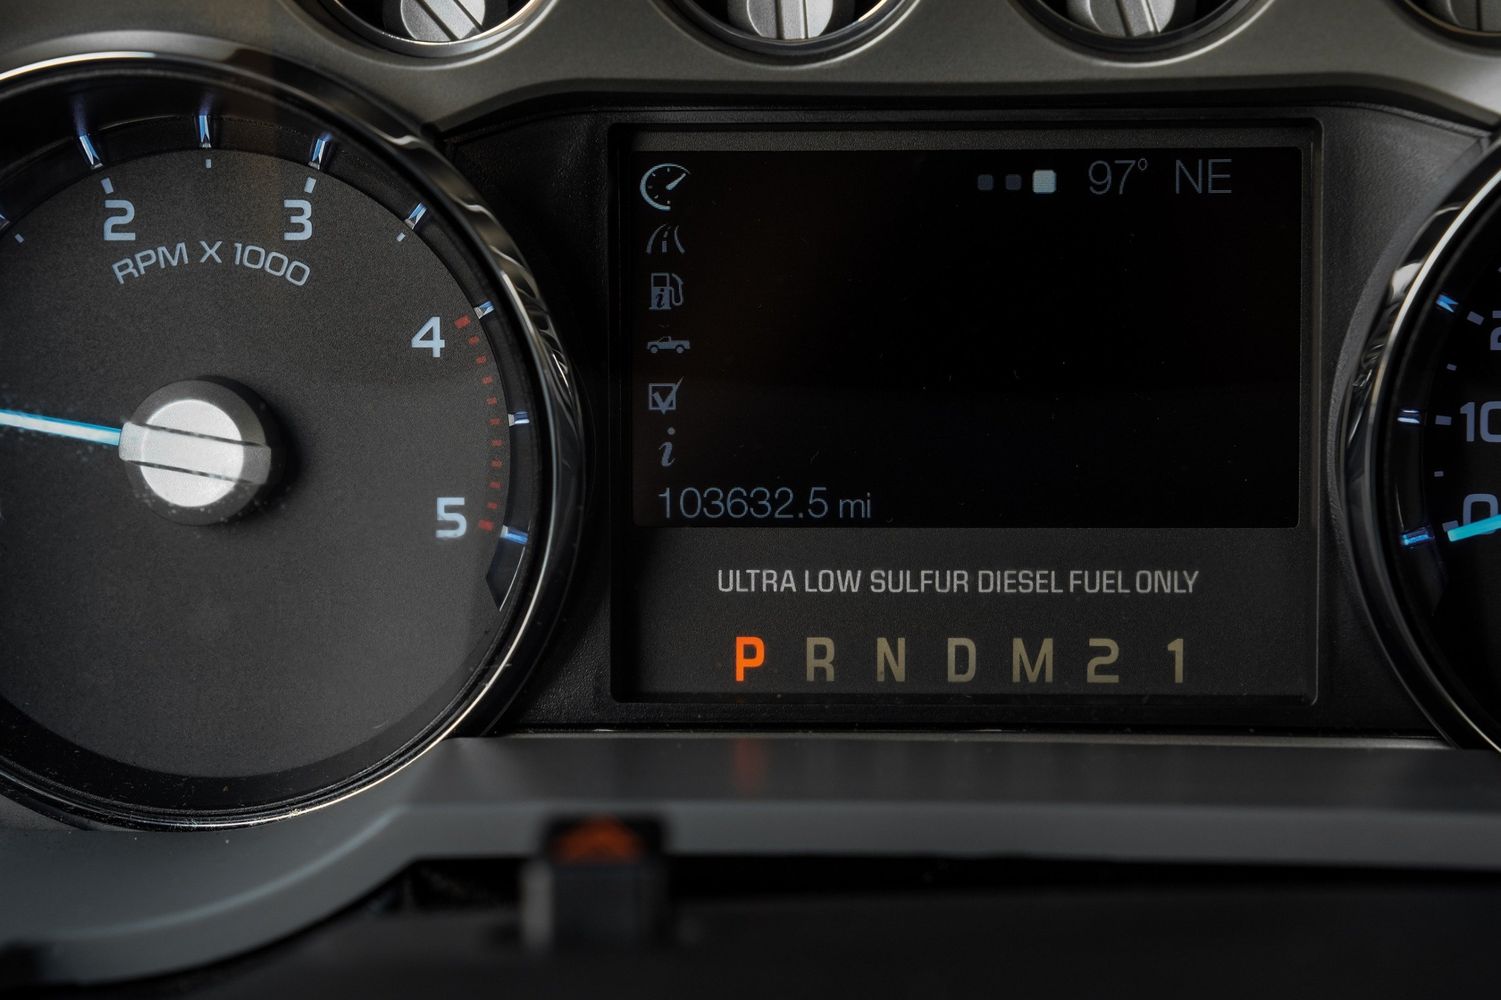 2 3
RPM X 1000
4
5
97° NE
i
103632.5 mi
ULTRA LOW SULFUR DIESEL FUEL ONLY
P R N D M 2 1